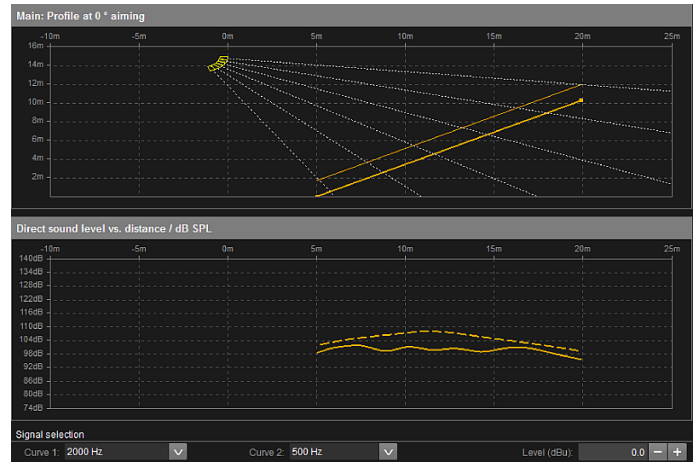 Main: Profile at 0 ° aiming
-10m -5m 0m 5m 10m 15m 20m 25m
16m
14m
12m
10m
8m
6m
4m
2m
Direct sound level vs. distance / dB SPL
-10m -5m 0m 5m 10m 15m 20m 25m
140dB
134dB
128dB
122dB
116dB
110dB
104dB
98dB
92dB
86dB
80dB
74dB
Signal selection
Curve 1: 2000 Hz Curve 2: 500 Hz Level (dBu): 0.0 − +